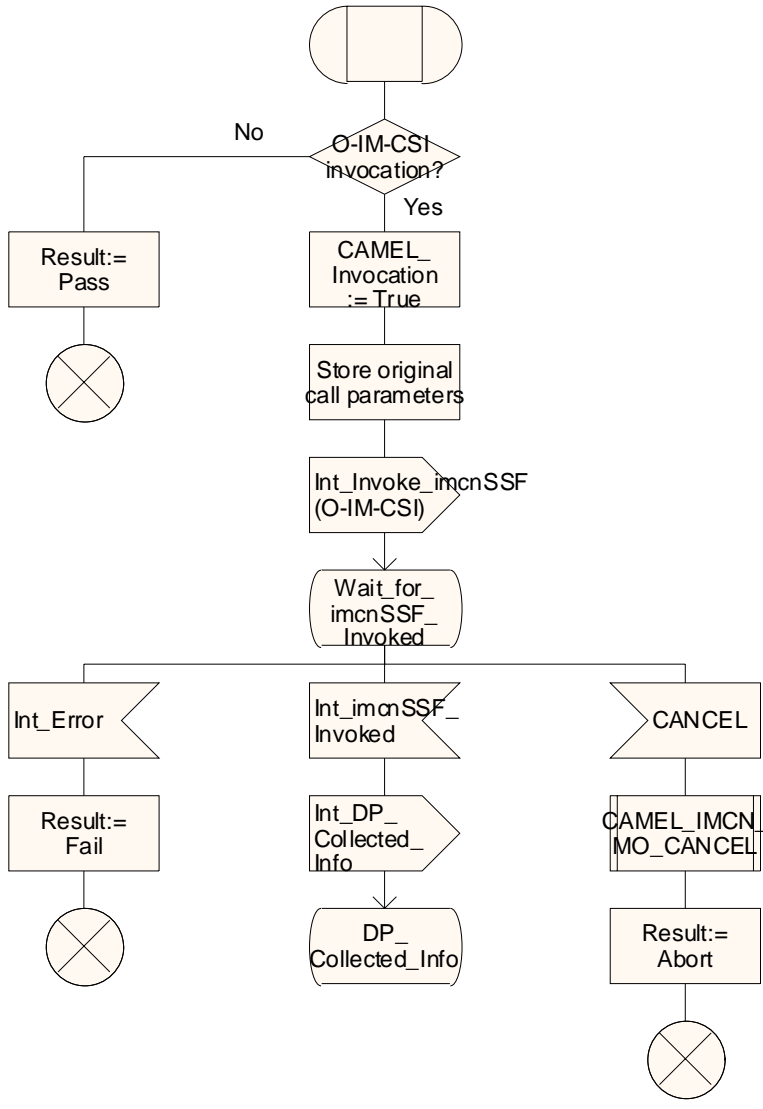 No
O-IM-CSI
invocation?
Yes
Result:=
Pass
CAMEL_
Invocation
:= True
Store original
call parameters
Int_Invoke_imcnSSF
(O-IM-CSI)
Wait_for_
imcnSSF_
Invoked
Int_Error
Int_imcnSSF_
Invoked
CANCEL
Result:=
Fail
Int_DP_
Collected_
Info
CAMEL_IMCN_
MO_CANCEL
DP_
Collected_Info
Result:=
Abort